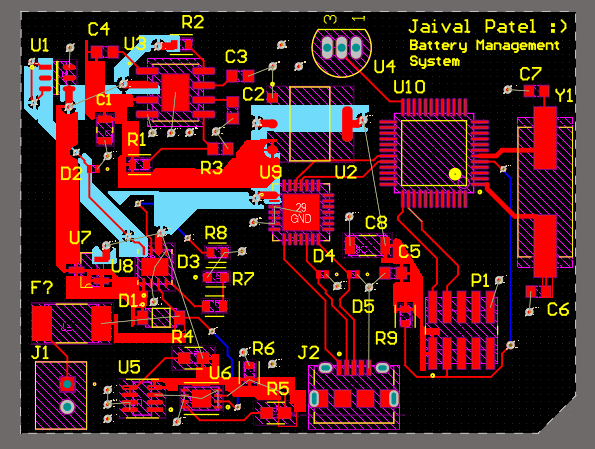 Jaival Patel :)
Battery Management
System
R2
C4
3 1
U1
U3
C3
U4
C7
U10
Y1
C2
C1
R1
D2
R3
U9
U2
29
GND
C8
R8
U7
U8
D3
D4
C5
R7
P1
F?
D1
D5
C6
R4
R9
J1
R6
J2
U5
U6
R5